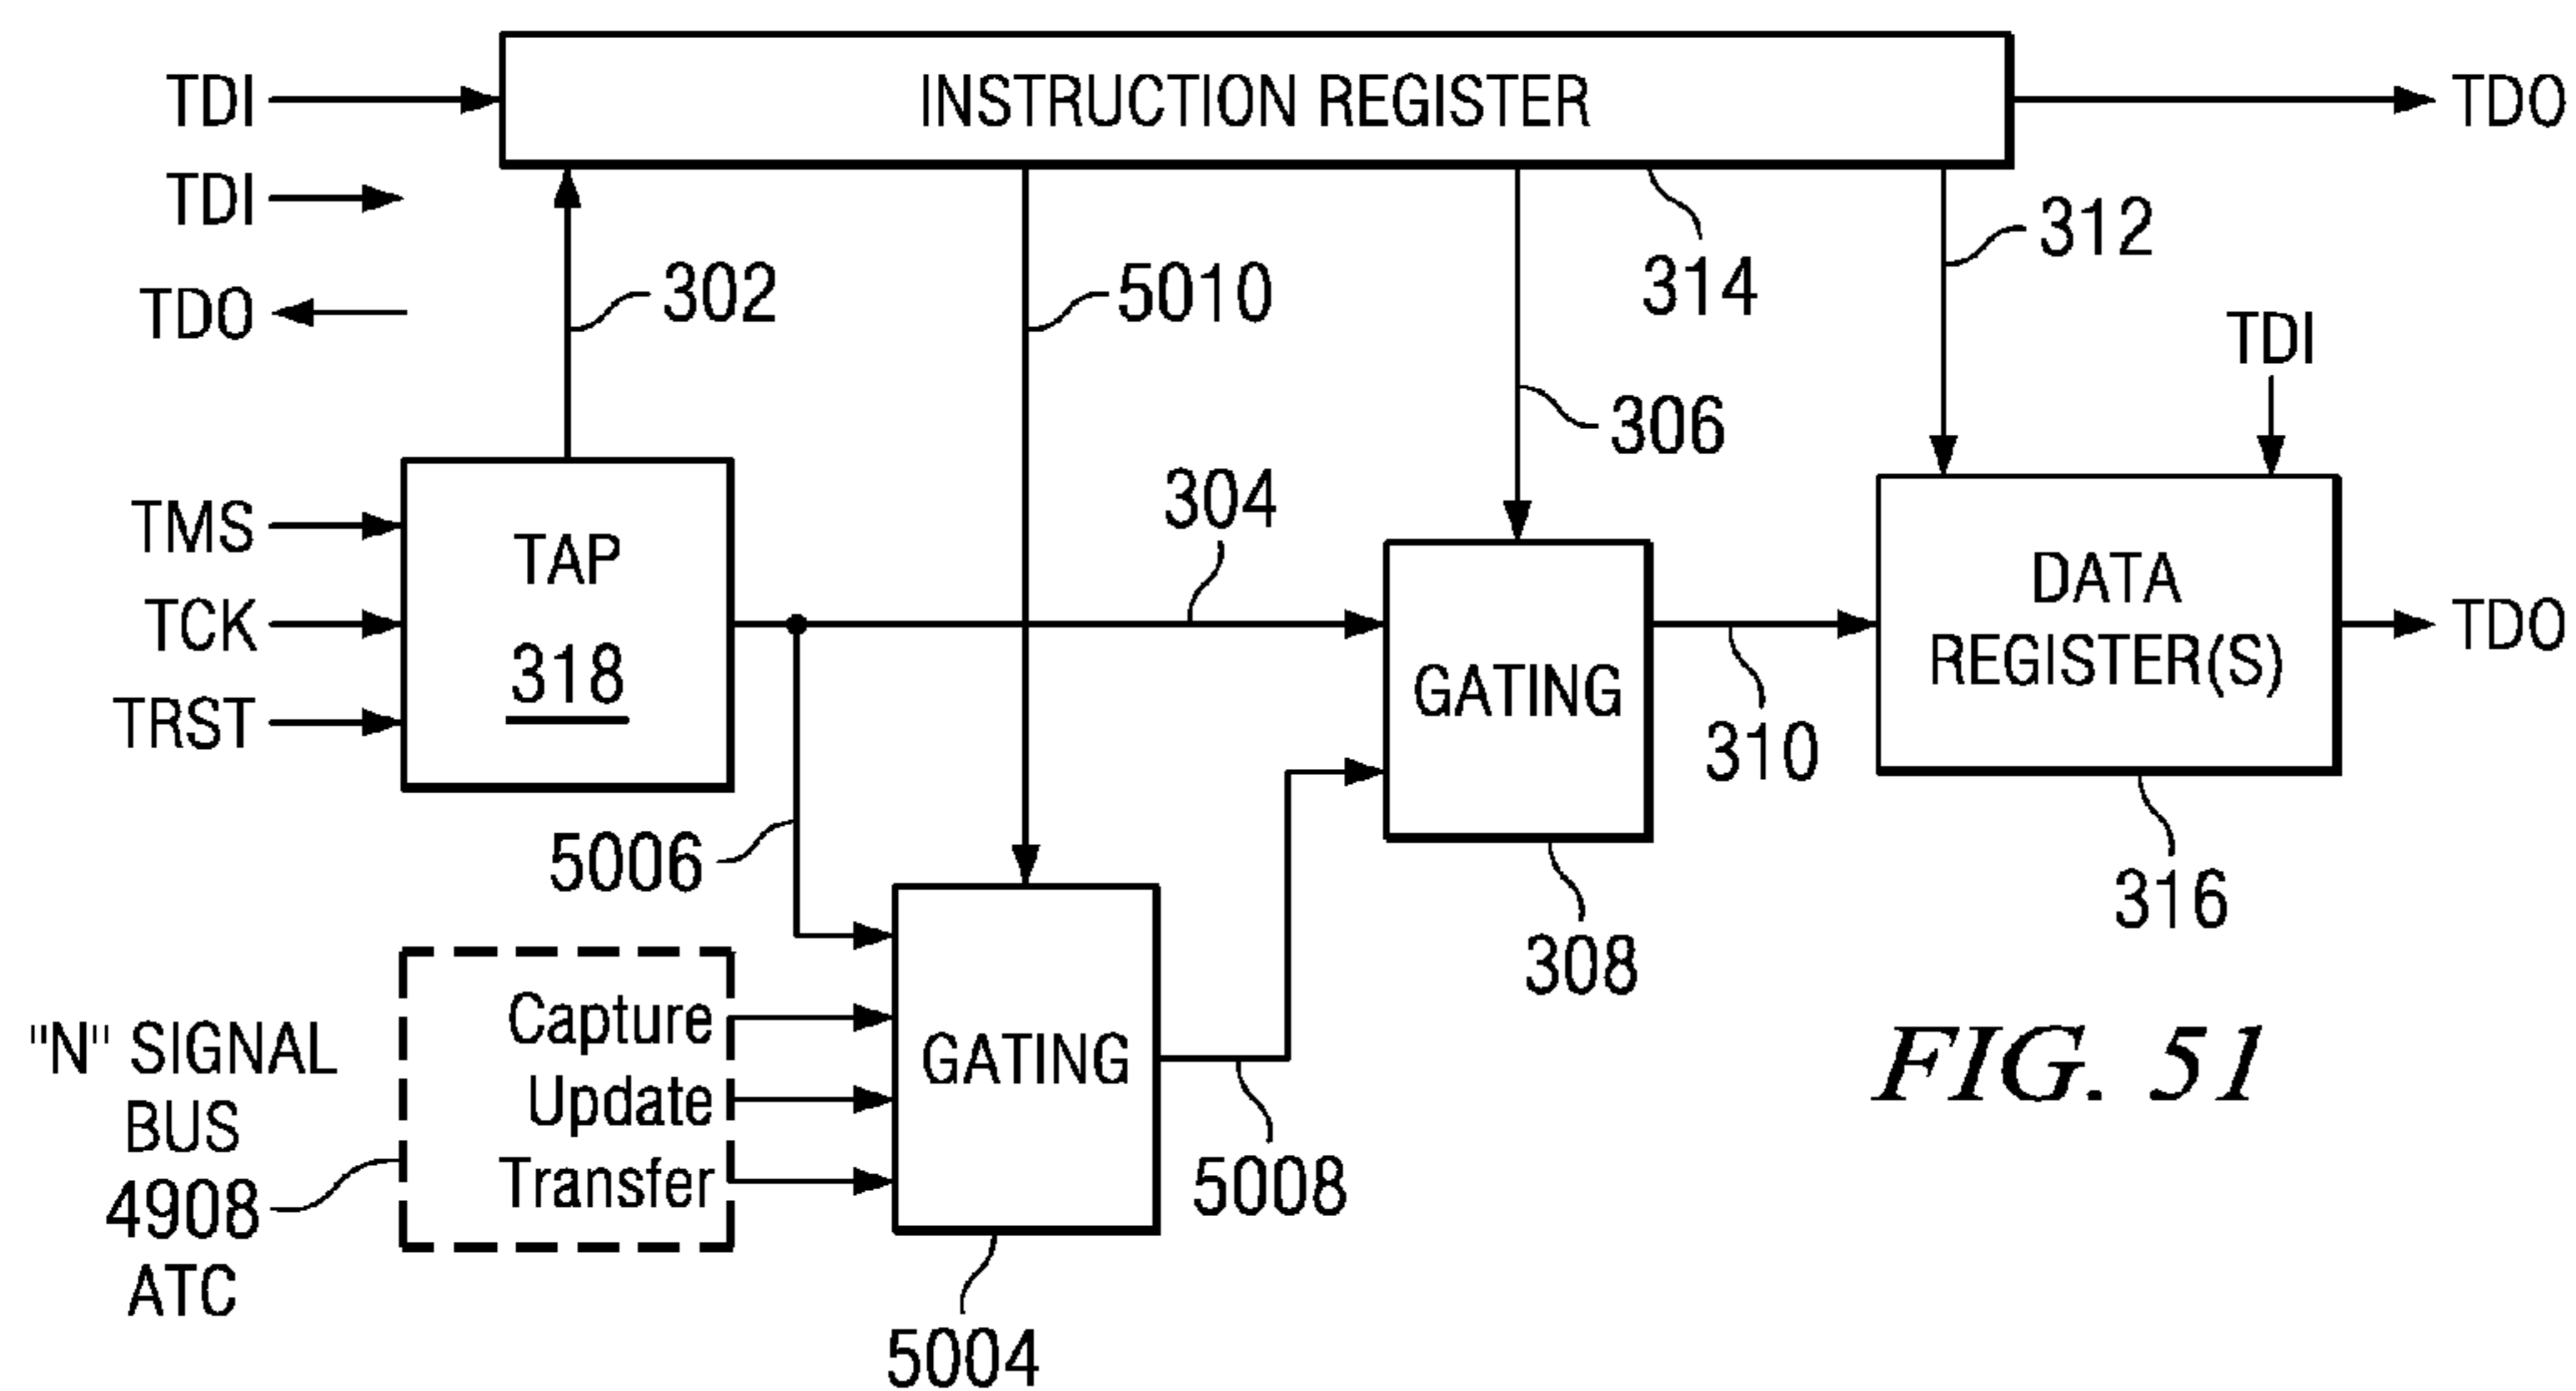 TDI
INSTRUCTION REGISTER
TDO
TDI
TDO
302
5010
314
312
TDI
306
304
TMS
TCK
TRST
TAP
318
GATING
DATA
REGISTER(S)
TDO
310
5006
316
308
"N" SIGNAL
BUS
4908
ATC
Capture
Update
Transfer
GATING
5008
5004
FIG. 51